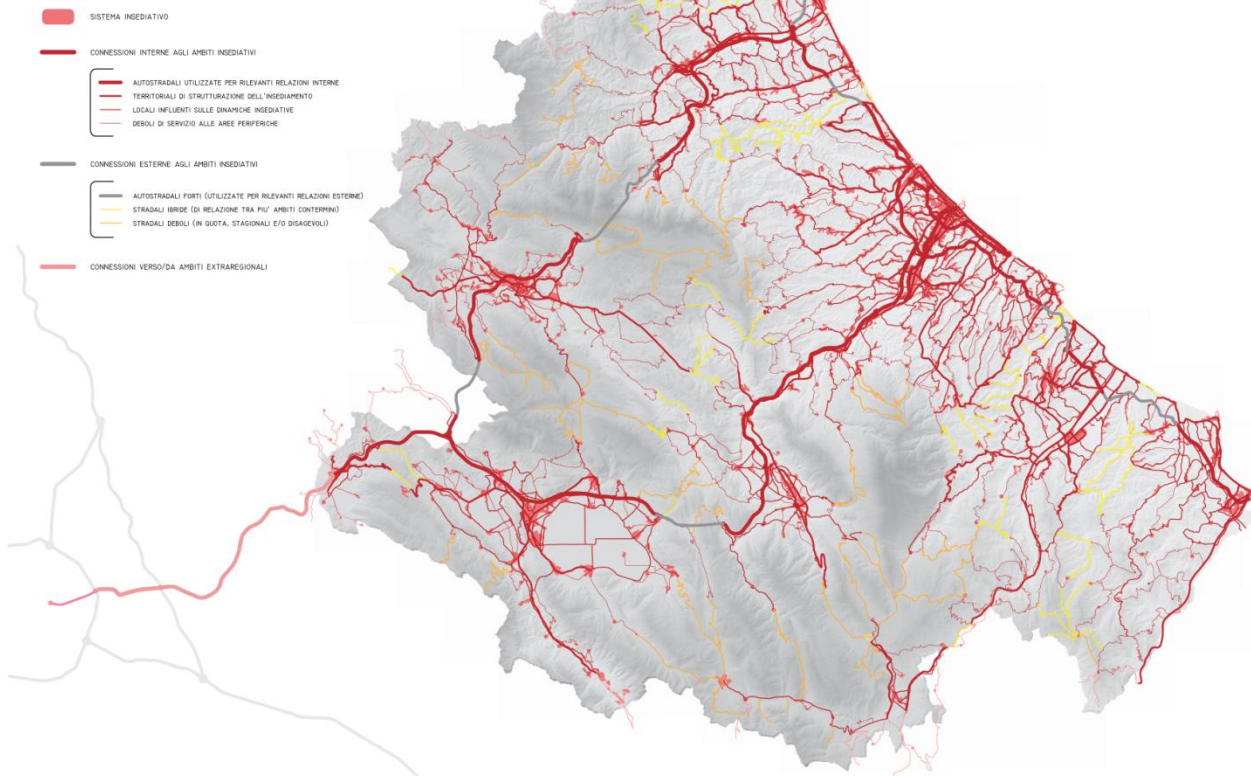 SISTEMA INSEDIATIVO
CONNESSIONI INTERNE AGLI AMBITI INSEDIATIVI
AUTOSTRADALI UTILIZZATE PER RILEVANTI RELAZIONI INTERNE
TERRITORIALI DI STRUTTURAZIONE DELL'INSEDIAMENTO
LOCALI INFLUENTI SULLE DINAMICHE INSEDIATIVE
DEBOLI DI SERVIZIO ALLE AREE PERIFERICHE
CONNESSIONI ESTERNE AGLI AMBITI INSEDIATIVI
AUTOSTRADALI FORTI (UTILIZZATE PER RILEVANTI RELAZIONI ESTERNE)
STRADALI IBRIDE (DI RELAZIONE TRA PIU' AMBITI CONTERMINI)
STRADALI DEBOLI (IN QUOTA, STAGIONALI E/O DISAGEVOLI)
CONNESSIONI VERSO/DA AMBITI EXTRAREGIONALI